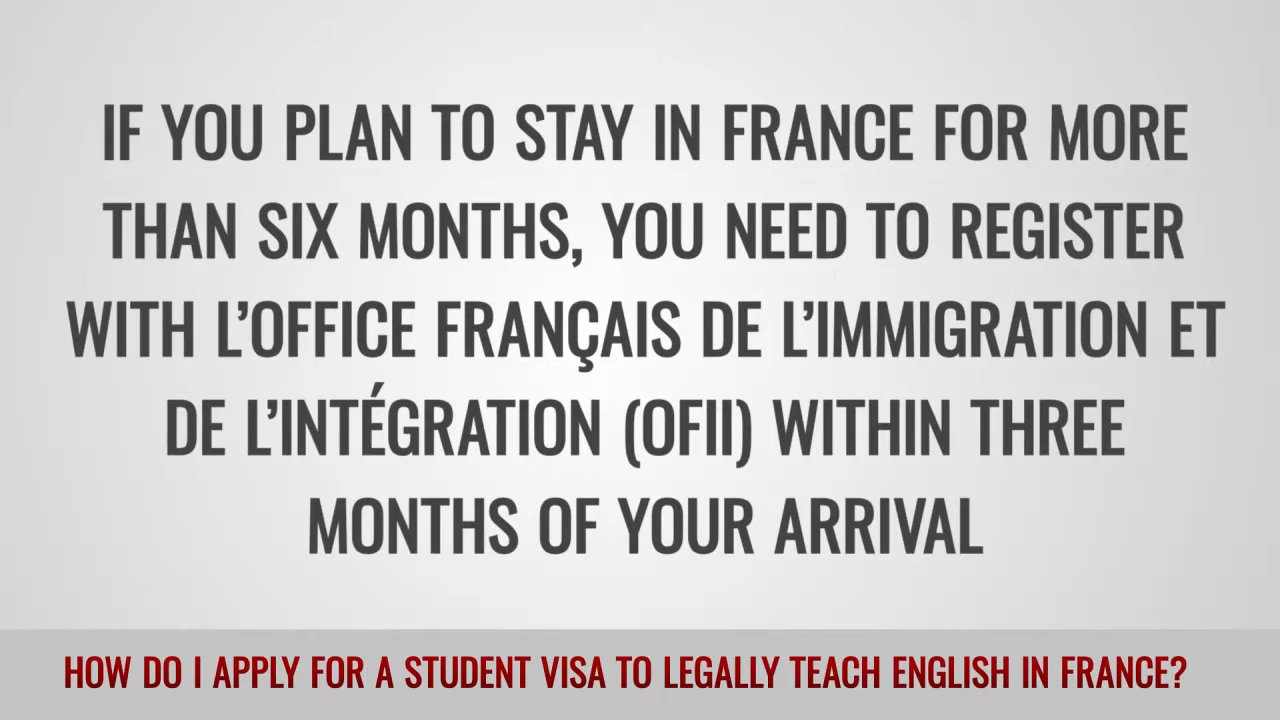 IF YOU PLAN TO STAY IN FRANCE FOR MORE
THAN SIX MONTHS, YOU NEED TO REGISTER
WITH L’OFFICE FRANÇAIS DE L’IMMIGRATION ET
DE L’INTÉGRATION (OFII) WITHIN THREE
MONTHS OF YOUR ARRIVAL
HOW DO I APPLY FOR A STUDENT VISA TO LEGALLY TEACH ENGLISH IN FRANCE?